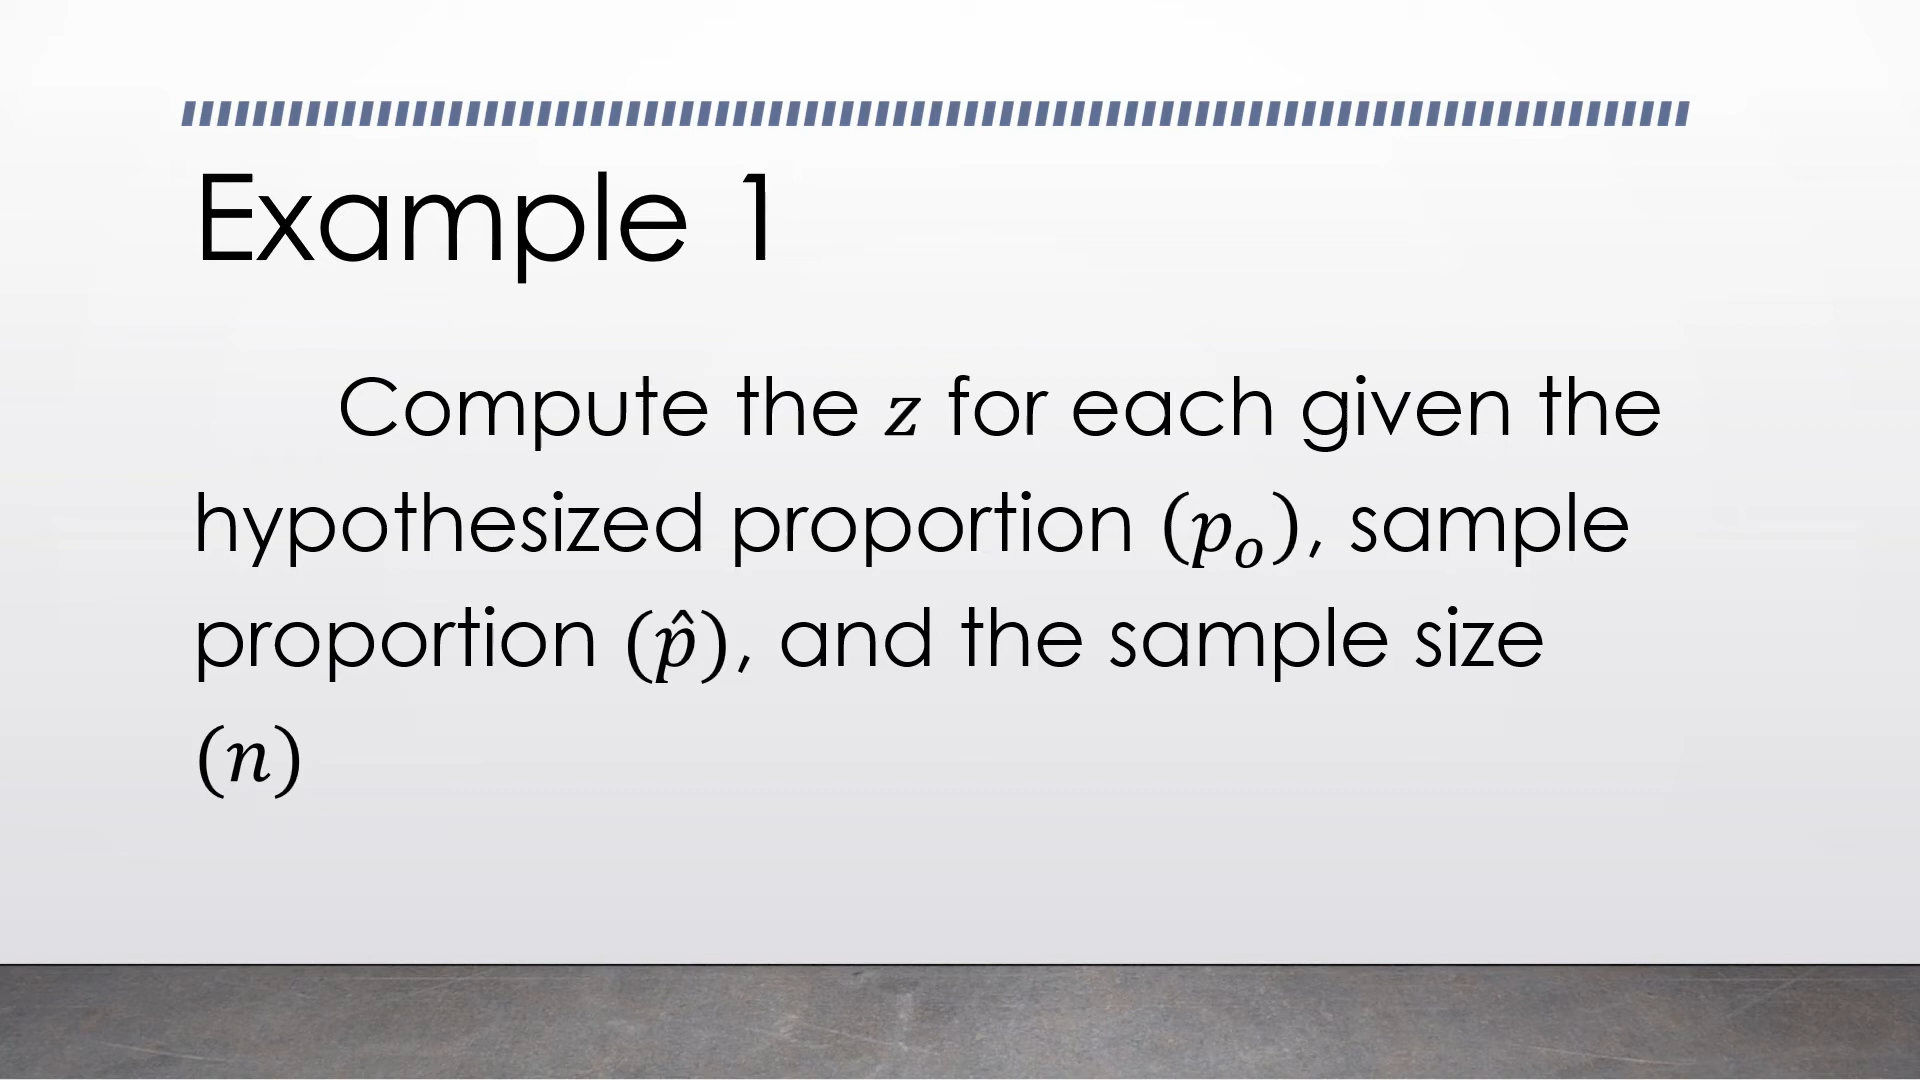 Example 1
Compute the z for each given the
hypothesized proportion (pₒ), sample
proportion (p̂), and the sample size
(n)